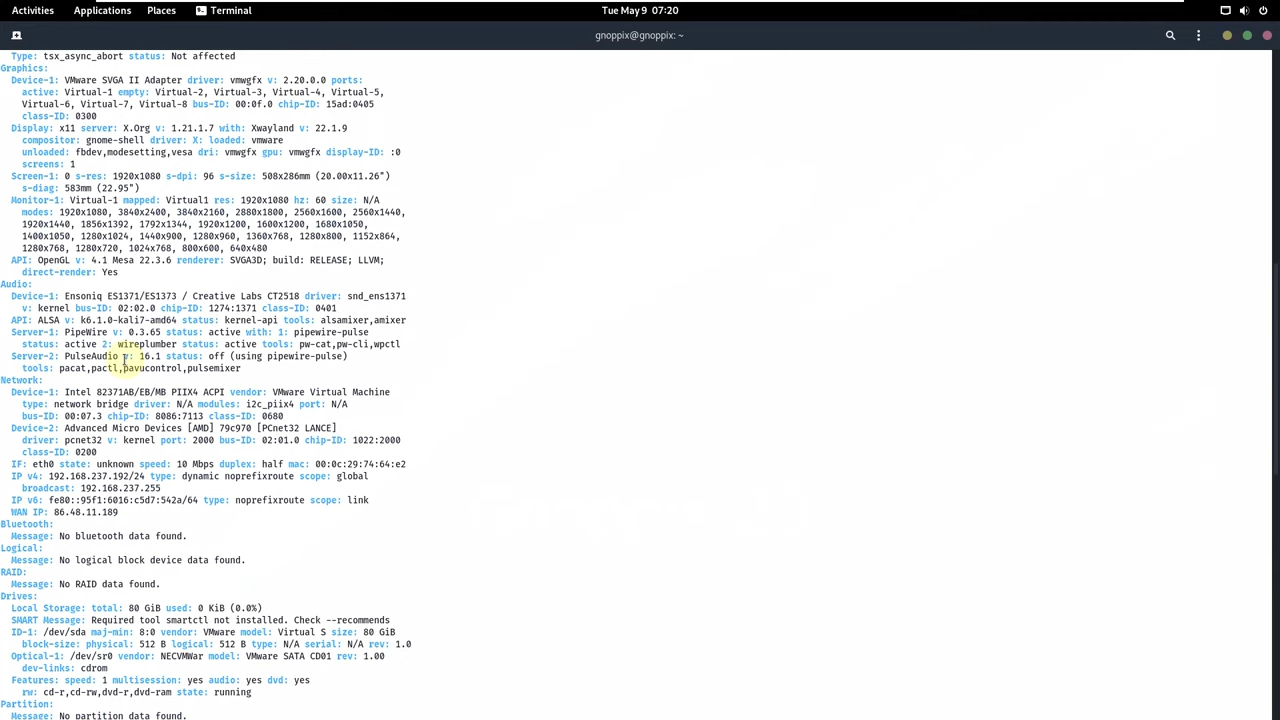 Activities Applications Places Terminal Tue May 9 07:20
gnoppix@gnoppix: ~
Type: tsx_async_abort status: Not affected
Graphics:
Device-1: VMware SVGA II Adapter driver: vmwgfx v: 2.20.0.0 ports:
active: Virtual-1 empty: Virtual-2, Virtual-3, Virtual-4, Virtual-5,
Virtual-6, Virtual-7, Virtual-8 bus-ID: 00:0f.0 chip-ID: 15ad:0405
class-ID: 0300
Display: x11 server: X.Org v: 1.21.1.7 with: Xwayland v: 22.1.9
compositor: gnome-shell driver: X: loaded: vmware
unloaded: fbdev,modesetting,vesa dri: vmwgfx gpu: vmwgfx display-ID: :0
screens: 1
Screen-1: 0 s-res: 1920x1080 s-dpi: 96 s-size: 508x286mm (20.00x11.26")
s-diag: 583mm (22.95")
Monitor-1: Virtual-1 mapped: Virtual1 res: 1920x1080 hz: 60 size: N/A
modes: 1920x1080, 3840x2400, 3840x2160, 2880x1800, 2560x1600, 2560x1440,
1920x1440, 1856x1392, 1792x1344, 1920x1200, 1600x1200, 1680x1050,
1400x1050, 1280x1024, 1440x900, 1280x960, 1360x768, 1280x800, 1152x864,
1280x768, 1280x720, 1024x768, 800x600, 640x480
API: OpenGL v: 4.1 Mesa 22.3.6 renderer: SVGA3D; build: RELEASE; LLVM;
direct-render: Yes
Audio:
Device-1: Ensoniq ES1371/ES1373 / Creative Labs CT2518 driver: snd_ens1371
v: kernel bus-ID: 02:02.0 chip-ID: 1274:1371 class-ID: 0401
API: ALSA v: k6.1.0-kali7-amd64 status: kernel-api tools: alsamixer,amixer
Server-1: PipeWire v: 0.3.65 status: active with: 1: pipewire-pulse
status: active 2: wireplumber status: active tools: pw-cat,pw-cli,wpctl
Server-2: PulseAudio v: 16.1 status: off (using pipewire-pulse)
tools: pacat,pactl,pavucontrol,pulsemixer
Network:
Device-1: Intel 82371AB/EB/MB PIIX4 ACPI vendor: VMware Virtual Machine
type: network bridge driver: N/A modules: i2c_piix4 port: N/A
bus-ID: 00:07.3 chip-ID: 8086:7113 class-ID: 0680
Device-2: Advanced Micro Devices [AMD] 79c970 [PCnet32 LANCE]
driver: pcnet32 v: kernel port: 2000 bus-ID: 02:01.0 chip-ID: 1022:2000
class-ID: 0200
IF: eth0 state: unknown speed: 10 Mbps duplex: half mac: 00:0c:29:74:64:e2
IP v4: 192.168.237.192/24 type: dynamic noprefixroute scope: global
broadcast: 192.168.237.255
IP v6: fe80::95f1:6016:c5d7:542a/64 type: noprefixroute scope: link
WAN IP: 86.48.11.189
Bluetooth:
Message: No bluetooth data found.
Logical:
Message: No logical block device data found.
RAID:
Message: No RAID data found.
Drives:
Local Storage: total: 80 GiB used: 0 KiB (0.0%)
SMART Message: Required tool smartctl not installed. Check --recommends
ID-1: /dev/sda maj-min: 8:0 vendor: VMware model: Virtual S size: 80 GiB
block-size: physical: 512 B logical: 512 B type: N/A serial: N/A rev: 1.0
Optical-1: /dev/sr0 vendor: NECVMWar model: VMware SATA CD01 rev: 1.00
dev-links: cdrom
Features: speed: 1 multisession: yes audio: yes dvd: yes
rw: cd-r,cd-rw,dvd-r,dvd-ram state: running
Partition:
Message: No partition data found.